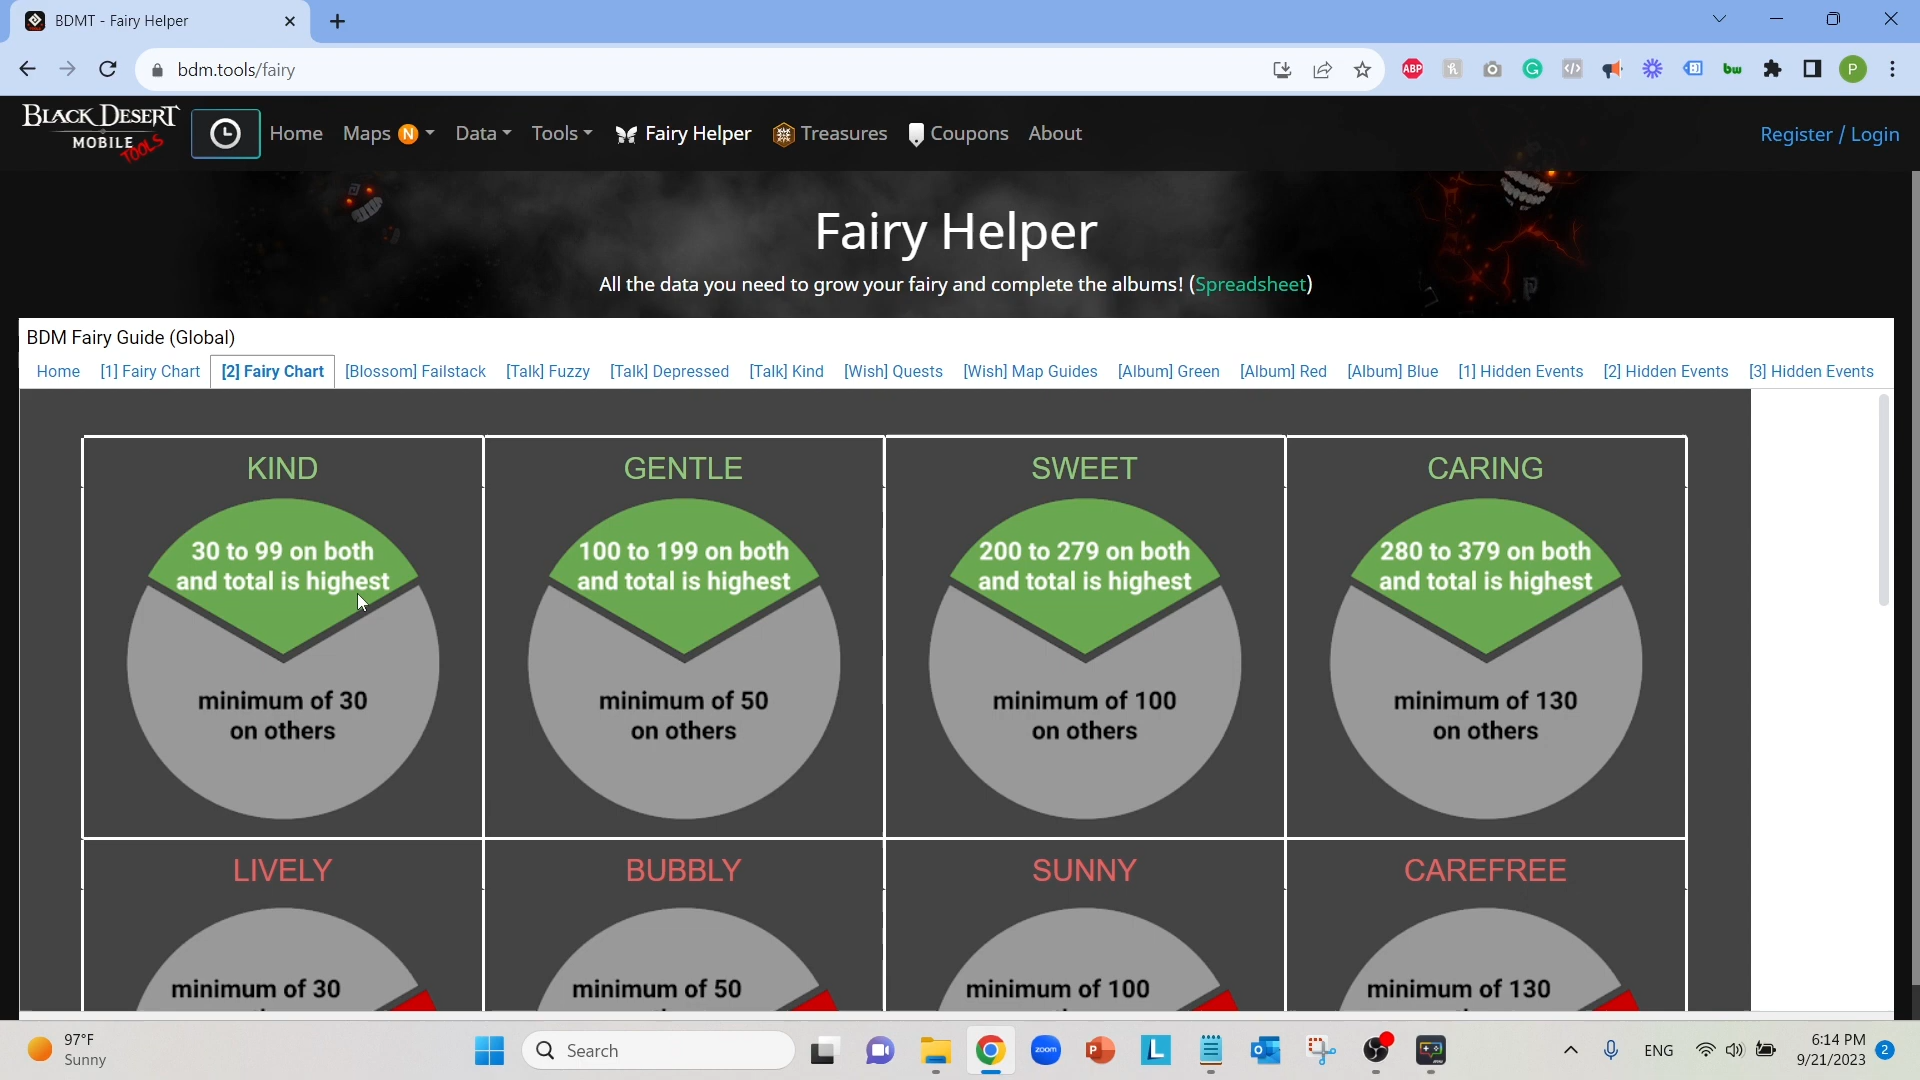 BDMT - Fairy Helper
bdm.tools/fairy
ABP
bw
P
BLACK DESERT
MOBILE
TOOLS
Home Maps N Data Tools Fairy Helper Treasures Coupons About Register / Login
Fairy Helper
All the data you need to grow your fairy and complete the albums! (Spreadsheet)
BDM Fairy Guide (Global)
Home [1] Fairy Chart [2] Fairy Chart [Blossom] Failstack [Talk] Fuzzy [Talk] Depressed [Talk] Kind [Wish] Quests [Wish] Map Guides [Album] Green [Album] Red [Album] Blue [1] Hidden Events [2] Hidden Events [3] Hidden Events
KIND
30 to 99 on both
and total is highest
minimum of 30
on others
GENTLE
100 to 199 on both
and total is highest
minimum of 50
on others
SWEET
200 to 279 on both
and total is highest
minimum of 100
on others
CARING
280 to 379 on both
and total is highest
minimum of 130
on others
LIVELY
minimum of 30
BUBBLY
minimum of 50
SUNNY
minimum of 100
CAREFREE
minimum of 130
97°F
Sunny
Search
zoom
P
L
ENG
6:14 PM
9/21/2023
2